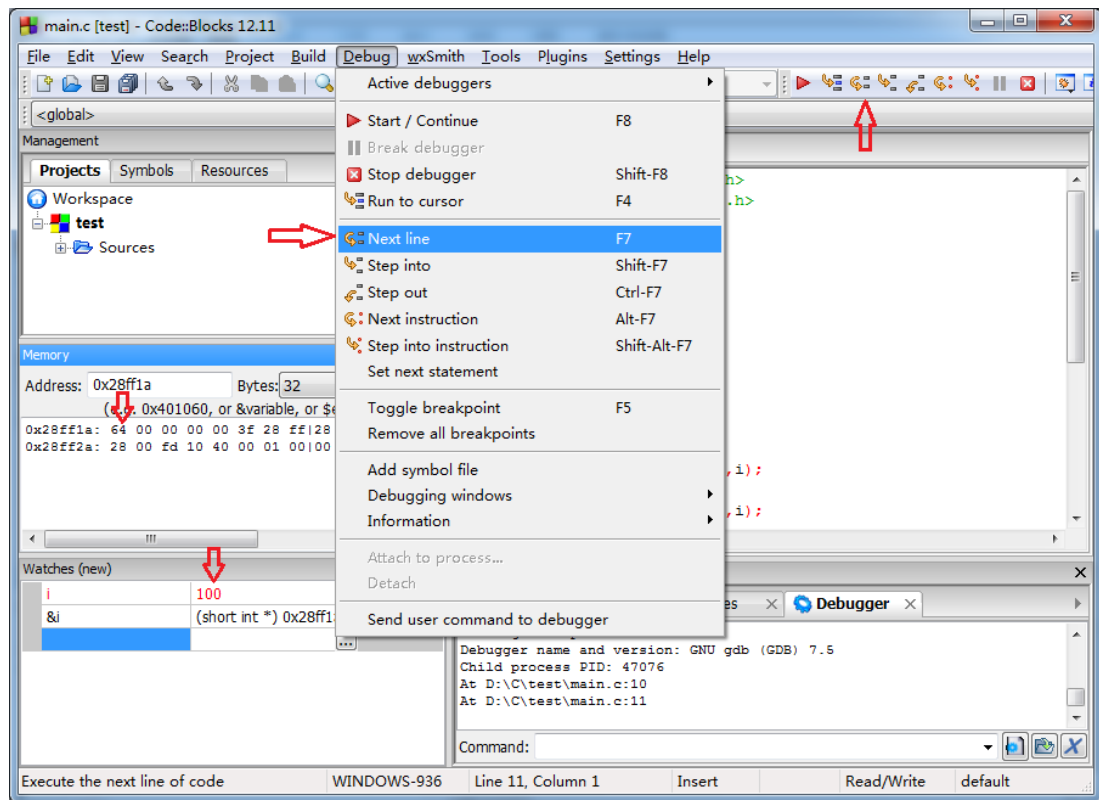 main.c [test] - Code::Blocks 12.11
File Edit View Search Project Build Debug wxSmith Tools Plugins Settings Help
<global>
Management
Projects Symbols Resources
Workspace
test
Sources
Active debuggers
Start / Continue F8
Break debugger
Stop debugger Shift-F8
Run to cursor F4
Next line F7
Step into Shift-F7
Step out Ctrl-F7
Next instruction Alt-F7
Step into instruction Shift-Alt-F7
Set next statement
Toggle breakpoint F5
Remove all breakpoints
Add symbol file
Debugging windows
Information
Attach to process...
Detach
Send user command to debugger
h>
.h>
,i);
,i);
Memory
Address: 0x28ff1a Bytes: 32
0x401060, or &variable, or $e
0x28ff1a: 64 00 00 00 00 3f 28 ff|28
0x28ff2a: 28 00 fd 10 40 00 01 00|00
Watches (new)
i 100
&i (short int *) 0x28ff1
es Debugger
Debugger name and version: GNU gdb (GDB) 7.5
Child process PID: 47076
At D:\C\test\main.c:10
At D:\C\test\main.c:11
Command:
Execute the next line of code WINDOWS-936 Line 11, Column 1 Insert Read/Write default